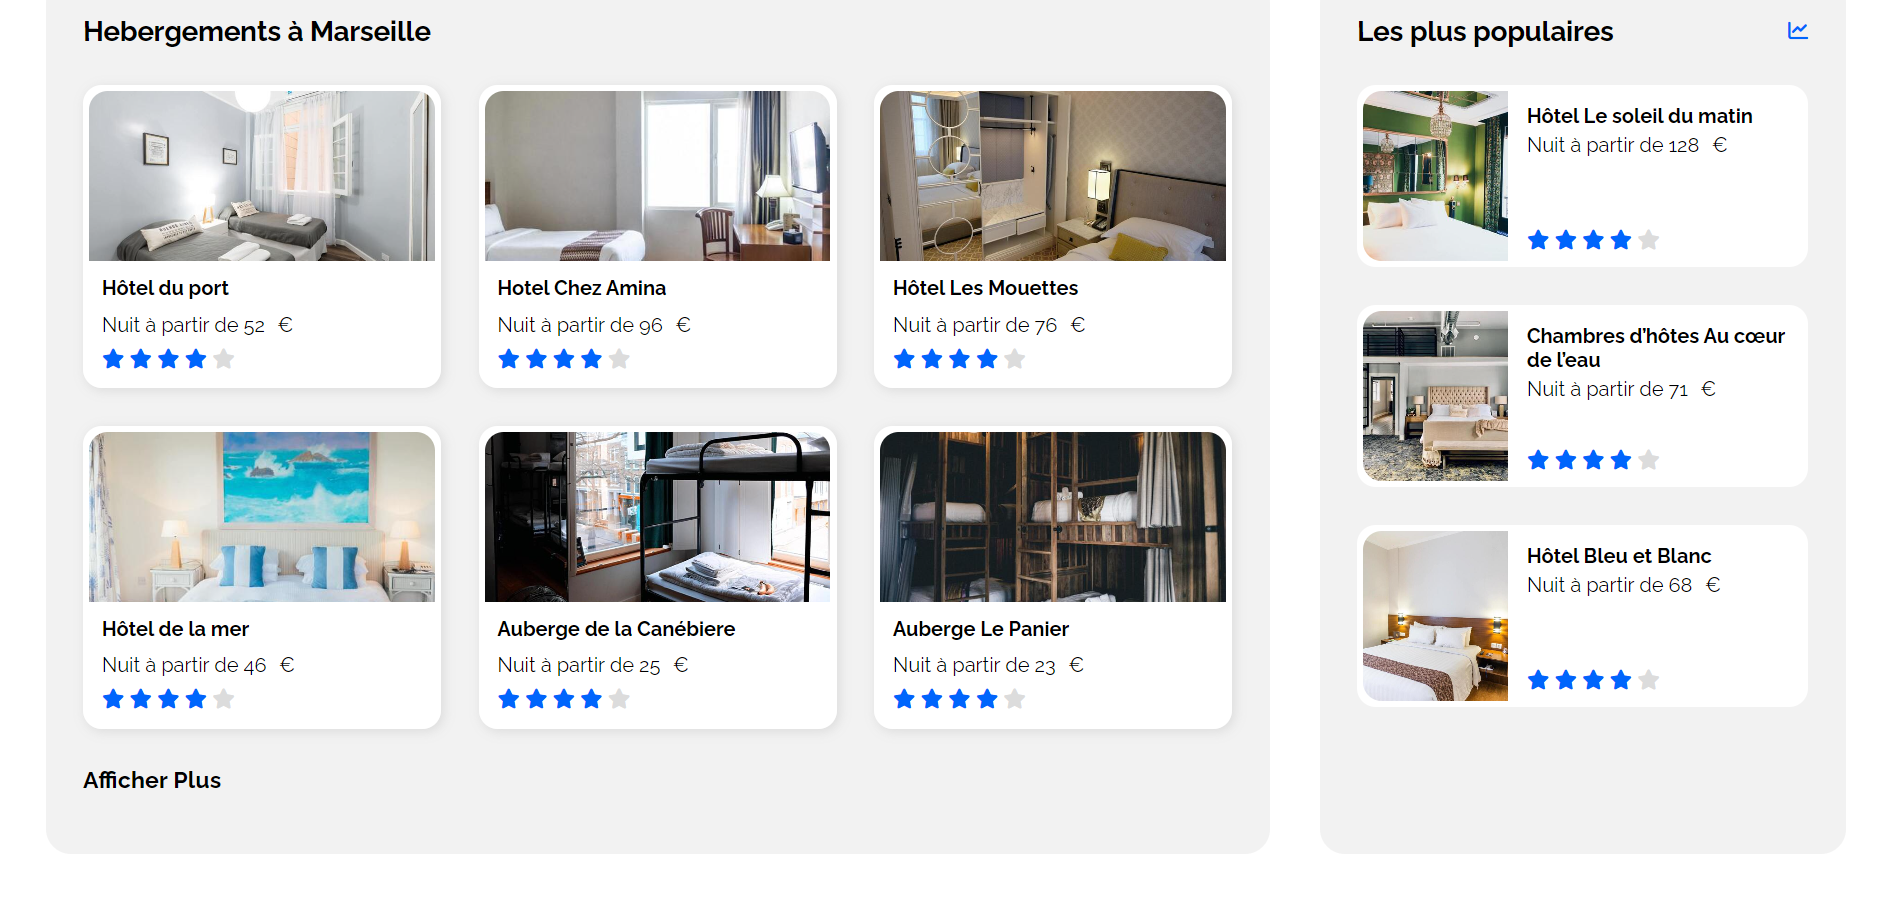 Hebergements à Marseille
Hôtel du port
Nuit à partir de 52 €
Hotel Chez Amina
Nuit à partir de 96 €
Hôtel Les Mouettes
Nuit à partir de 76 €
Hôtel de la mer
Nuit à partir de 46 €
Auberge de la Canébiere
Nuit à partir de 25 €
Auberge Le Panier
Nuit à partir de 23 €
Afficher Plus
Les plus populaires
Hôtel Le soleil du matin
Nuit à partir de 128 €
Chambres d’hôtes Au cœur
de l’eau
Nuit à partir de 71 €
Hôtel Bleu et Blanc
Nuit à partir de 68 €